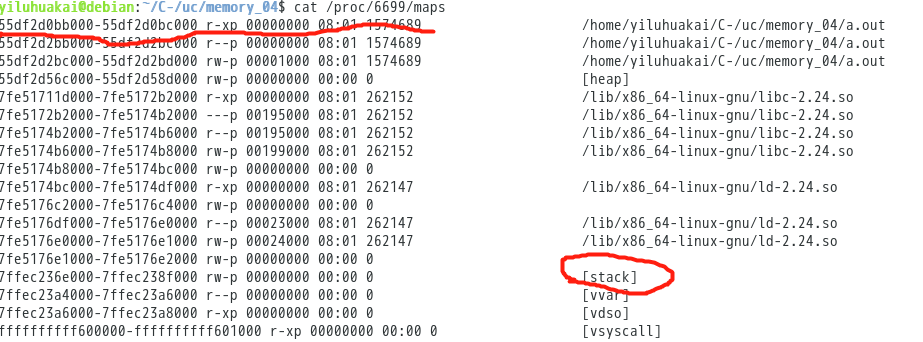 yiluhuakai@debian:~/C-/uc/memory_04$ cat /proc/6699/maps
55df2d0bb000-55df2d0bc000 r-xp 00000000 08:01 1574689 /home/yiluhuakai/C-/uc/memory_04/a.out
55df2d2bb000-55df2d2bc000 r--p 00000000 08:01 1574689 /home/yiluhuakai/C-/uc/memory_04/a.out
55df2d2bc000-55df2d2bd000 rw-p 00001000 08:01 1574689 /home/yiluhuakai/C-/uc/memory_04/a.out
55df2d56c000-55df2d58d000 rw-p 00000000 00:00 0 [heap]
7fe51711d000-7fe5172b2000 r-xp 00000000 08:01 262152 /lib/x86_64-linux-gnu/libc-2.24.so
7fe5172b2000-7fe5174b2000 ---p 00195000 08:01 262152 /lib/x86_64-linux-gnu/libc-2.24.so
7fe5174b2000-7fe5174b6000 r--p 00195000 08:01 262152 /lib/x86_64-linux-gnu/libc-2.24.so
7fe5174b6000-7fe5174b8000 rw-p 00199000 08:01 262152 /lib/x86_64-linux-gnu/libc-2.24.so
7fe5174b8000-7fe5174bc000 rw-p 00000000 00:00 0
7fe5174bc000-7fe5174df000 r-xp 00000000 08:01 262147 /lib/x86_64-linux-gnu/ld-2.24.so
7fe5176c2000-7fe5176c4000 rw-p 00000000 00:00 0
7fe5176df000-7fe5176e0000 r--p 00023000 08:01 262147 /lib/x86_64-linux-gnu/ld-2.24.so
7fe5176e0000-7fe5176e1000 rw-p 00024000 08:01 262147 /lib/x86_64-linux-gnu/ld-2.24.so
7fe5176e1000-7fe5176e2000 rw-p 00000000 00:00 0
7ffec236e000-7ffec238f000 rw-p 00000000 00:00 0 [stack]
7ffec23a4000-7ffec23a6000 r--p 00000000 00:00 0 [vvar]
7ffec23a6000-7ffec23a8000 r-xp 00000000 00:00 0 [vdso]
ffffffffff600000-ffffffffff601000 r-xp 00000000 00:00 0 [vsyscall]